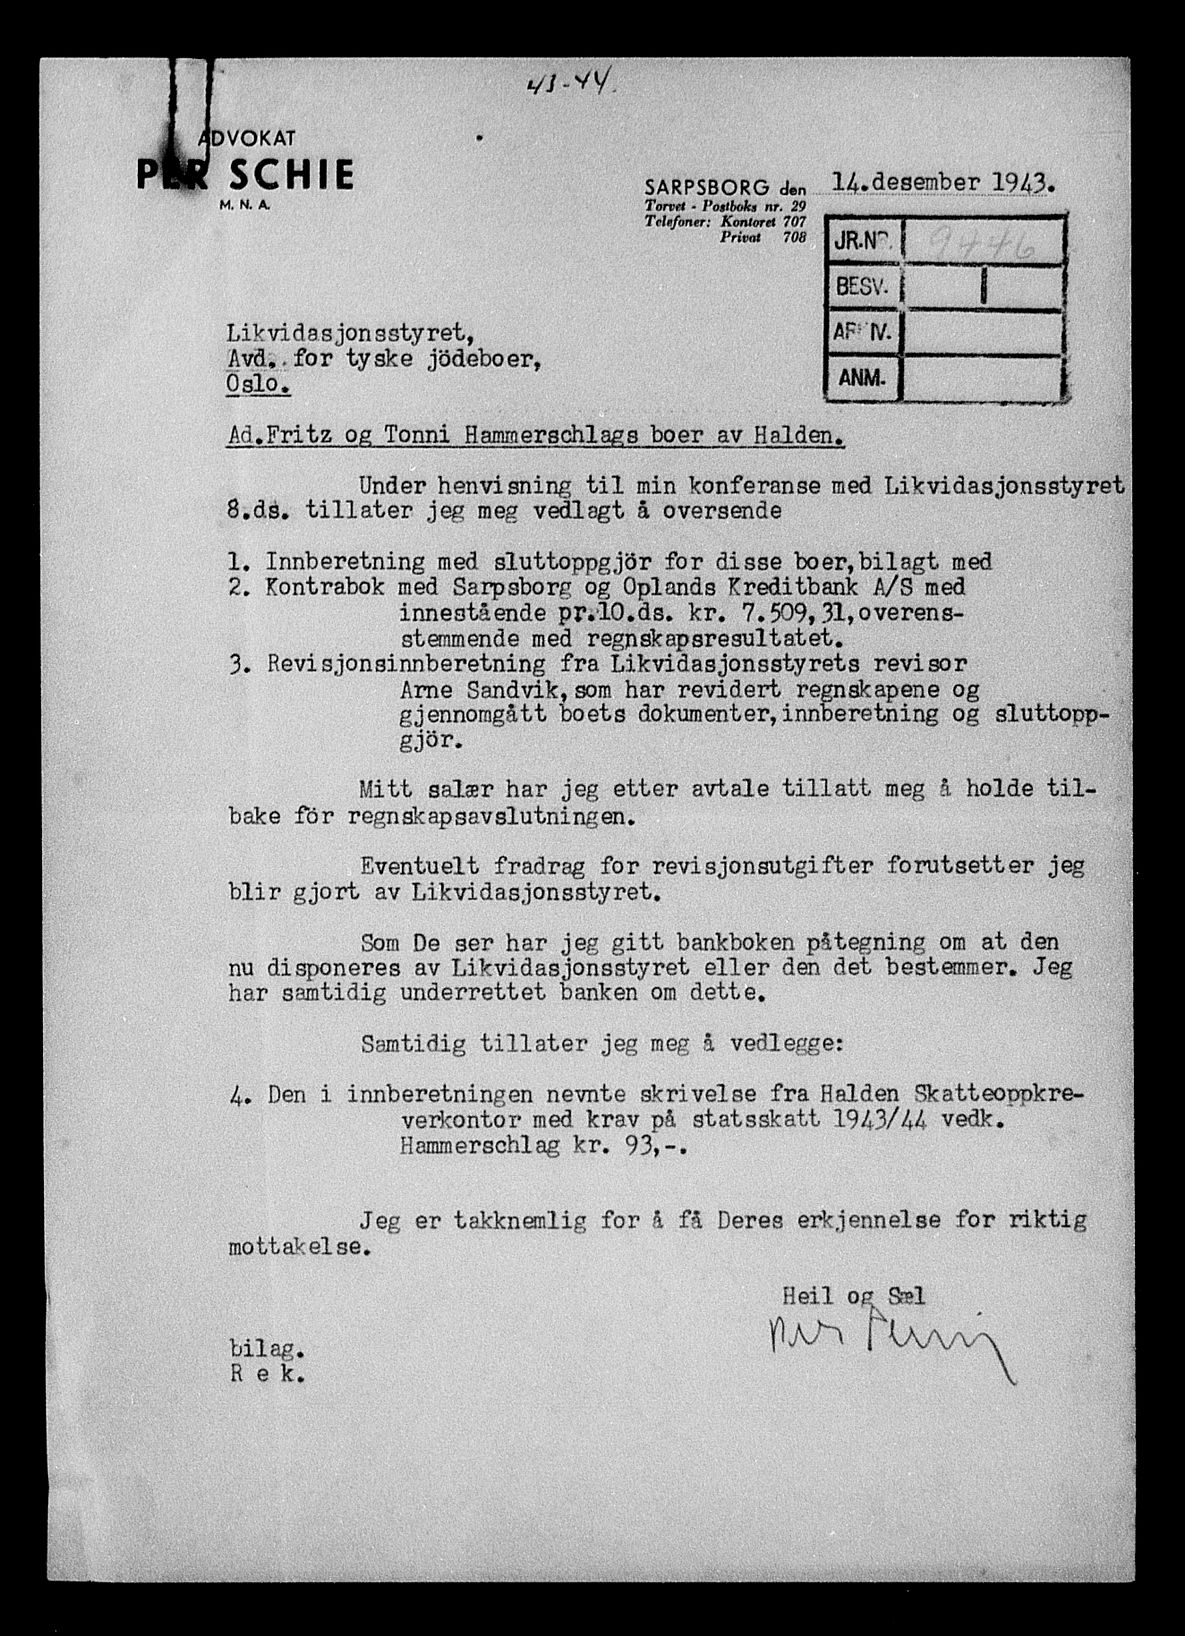 43-44.
ADVOKAT
PER SCHIE
M. N. A.
SARPSBORG den 14.desember 1943.
Torvet - Postboks nr. 29
Telefoner: Kontoret 707
Privat 708
JR.NR. 9446
BESV.
ARKIV.
ANM.
Likvidasjonsstyret,
Avd. for tyske jödeboer,
Oslo.
Ad.Fritz og Tonni Hammerschlags boer av Halden.
Under henvisning til min konferanse med Likvidasjonsstyret
8.ds. tillater jeg meg vedlagt å oversende
1. Innberetning med sluttoppgjör for disse boer,bilagt med
2. Kontrabok med Sarpsborg og Oplands Kreditbank A/S med
innestående pr.10.ds. kr. 7.509,31,overens-
stemmende med regnskapsresultatet.
3. Revisjonsinnberetning fra Likvidasjonsstyrets revisor
Arne Sandvik,som har revidert regnskapene og
gjennomgått boets dokumenter,innberetning og sluttopp-
gjör.
Mitt salær har jeg etter avtale tillatt meg å holde til-
bake för regnskapsavslutningen.
Eventuelt fradrag for revisjonsutgifter forutsetter jeg
blir gjort av Likvidasjonsstyret.
Som De ser har jeg gitt bankboken påtegning om at den
nu disponeres av Likvidasjonsstyret eller den det bestemmer. Jeg
har samtidig underrettet banken om dette.
Samtidig tillater jeg meg å vedlegge:
4. Den i innberetningen nevnte skrivelse fra Halden Skatteoppkre-
verkontor med krav på statsskatt 1943/44 vedk.
Hammerschlag kr. 93,-.
Jeg er takknemlig for å få Deres erkjennelse for riktig
mottakelse.
Heil og Sæl
bilag.
R e k.